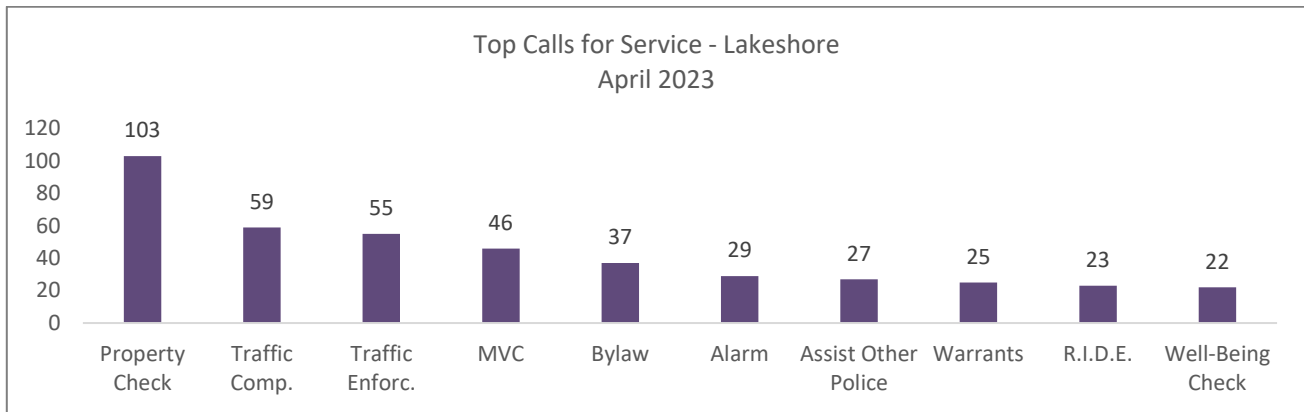 Top Calls for Service - Lakeshore
April 2023
120
100
80
60
40
20
0
103
59
55
46
37
29
27
25
23
22
Property
Check
Traffic
Comp.
Traffic
Enforc.
MVC
Bylaw
Alarm
Assist Other
Police
Warrants
R.I.D.E.
Well-Being
Check